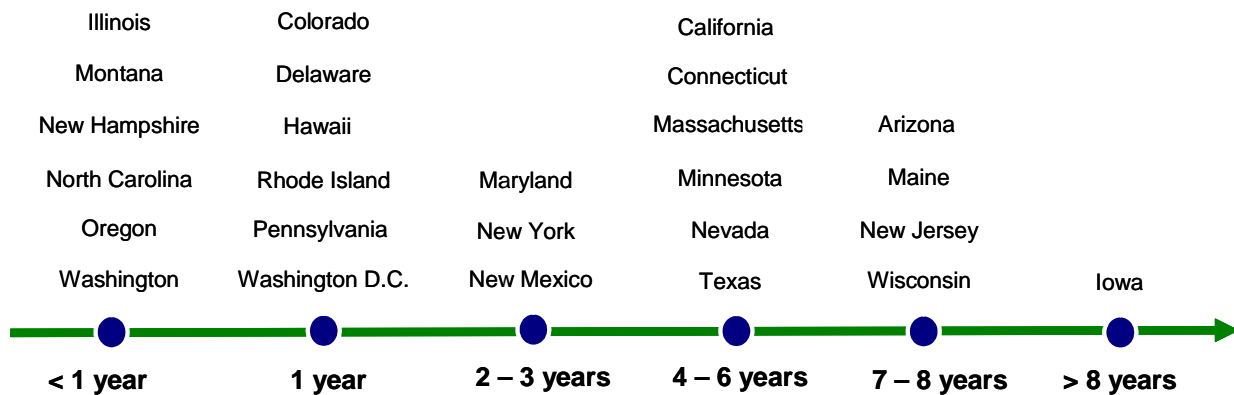 Illinois
Montana
New Hampshire
North Carolina
Oregon
Washington
< 1 year
Colorado
Delaware
Hawaii
Rhode Island
Pennsylvania
Washington D.C.
1 year
Maryland
New York
New Mexico
2 – 3 years
California
Connecticut
Massachusetts
Minnesota
Nevada
Texas
4 – 6 years
Arizona
Maine
New Jersey
Wisconsin
7 – 8 years
Iowa
> 8 years